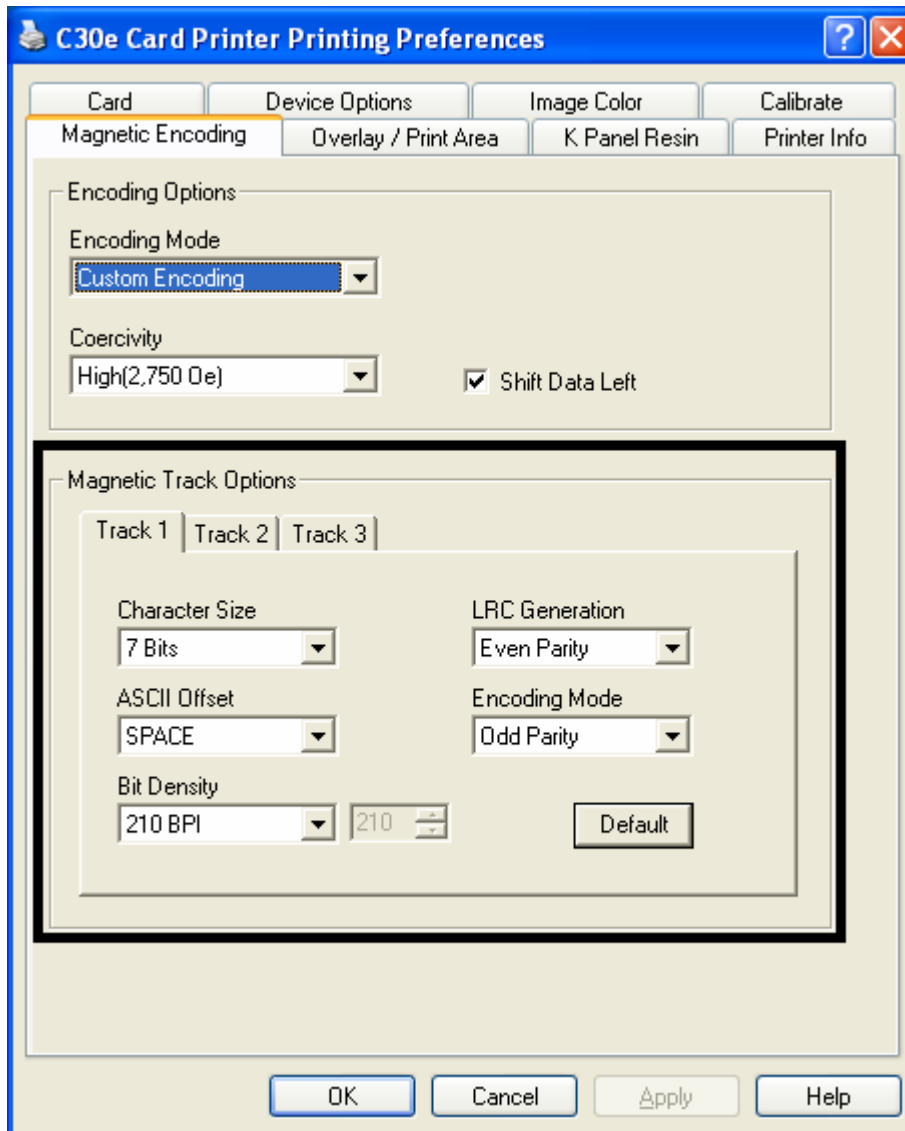 C30e Card Printer Printing Preferences
Card Device Options Image Color Calibrate
Magnetic Encoding Overlay / Print Area K Panel Resin Printer Info
Encoding Options
Encoding Mode
Custom Encoding
Coercivity
High(2,750 Oe) Shift Data Left
Magnetic Track Options
Track 1 Track 2 Track 3
Character Size LRC Generation
7 Bits Even Parity
ASCII Offset Encoding Mode
SPACE Odd Parity
Bit Density
210 BPI 210 Default
OK Cancel Apply Help